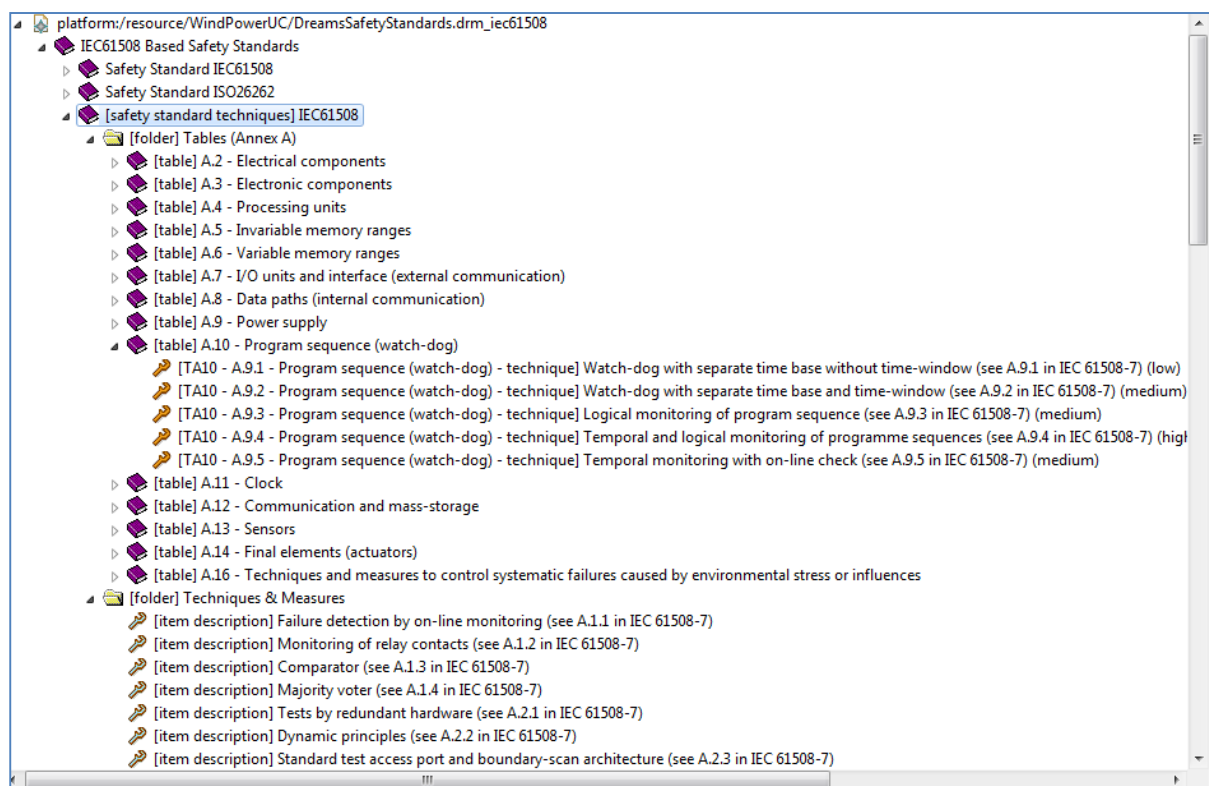 platform:/resource/WindPowerUC/DreamsSafetyStandards.drm_iec61508
IEC61508 Based Safety Standards
Safety Standard IEC61508
Safety Standard ISO26262
[safety standard techniques] IEC61508
[folder] Tables (Annex A)
[table] A.2 - Electrical components
[table] A.3 - Electronic components
[table] A.4 - Processing units
[table] A.5 - Invariable memory ranges
[table] A.6 - Variable memory ranges
[table] A.7 - I/O units and interface (external communication)
[table] A.8 - Data paths (internal communication)
[table] A.9 - Power supply
[table] A.10 - Program sequence (watch-dog)
[TA10 - A.9.1 - Program sequence (watch-dog) - technique] Watch-dog with separate time base without time-window (see A.9.1 in IEC 61508-7) (low)
[TA10 - A.9.2 - Program sequence (watch-dog) - technique] Watch-dog with separate time base and time-window (see A.9.2 in IEC 61508-7) (medium)
[TA10 - A.9.3 - Program sequence (watch-dog) - technique] Logical monitoring of program sequence (see A.9.3 in IEC 61508-7) (medium)
[TA10 - A.9.4 - Program sequence (watch-dog) - technique] Temporal and logical monitoring of programme sequences (see A.9.4 in IEC 61508-7) (high
[TA10 - A.9.5 - Program sequence (watch-dog) - technique] Temporal monitoring with on-line check (see A.9.5 in IEC 61508-7) (medium)
[table] A.11 - Clock
[table] A.12 - Communication and mass-storage
[table] A.13 - Sensors
[table] A.14 - Final elements (actuators)
[table] A.16 - Techniques and measures to control systematic failures caused by environmental stress or influences
[folder] Techniques & Measures
[item description] Failure detection by on-line monitoring (see A.1.1 in IEC 61508-7)
[item description] Monitoring of relay contacts (see A.1.2 in IEC 61508-7)
[item description] Comparator (see A.1.3 in IEC 61508-7)
[item description] Majority voter (see A.1.4 in IEC 61508-7)
[item description] Tests by redundant hardware (see A.2.1 in IEC 61508-7)
[item description] Dynamic principles (see A.2.2 in IEC 61508-7)
[item description] Standard test access port and boundary-scan architecture (see A.2.3 in IEC 61508-7)